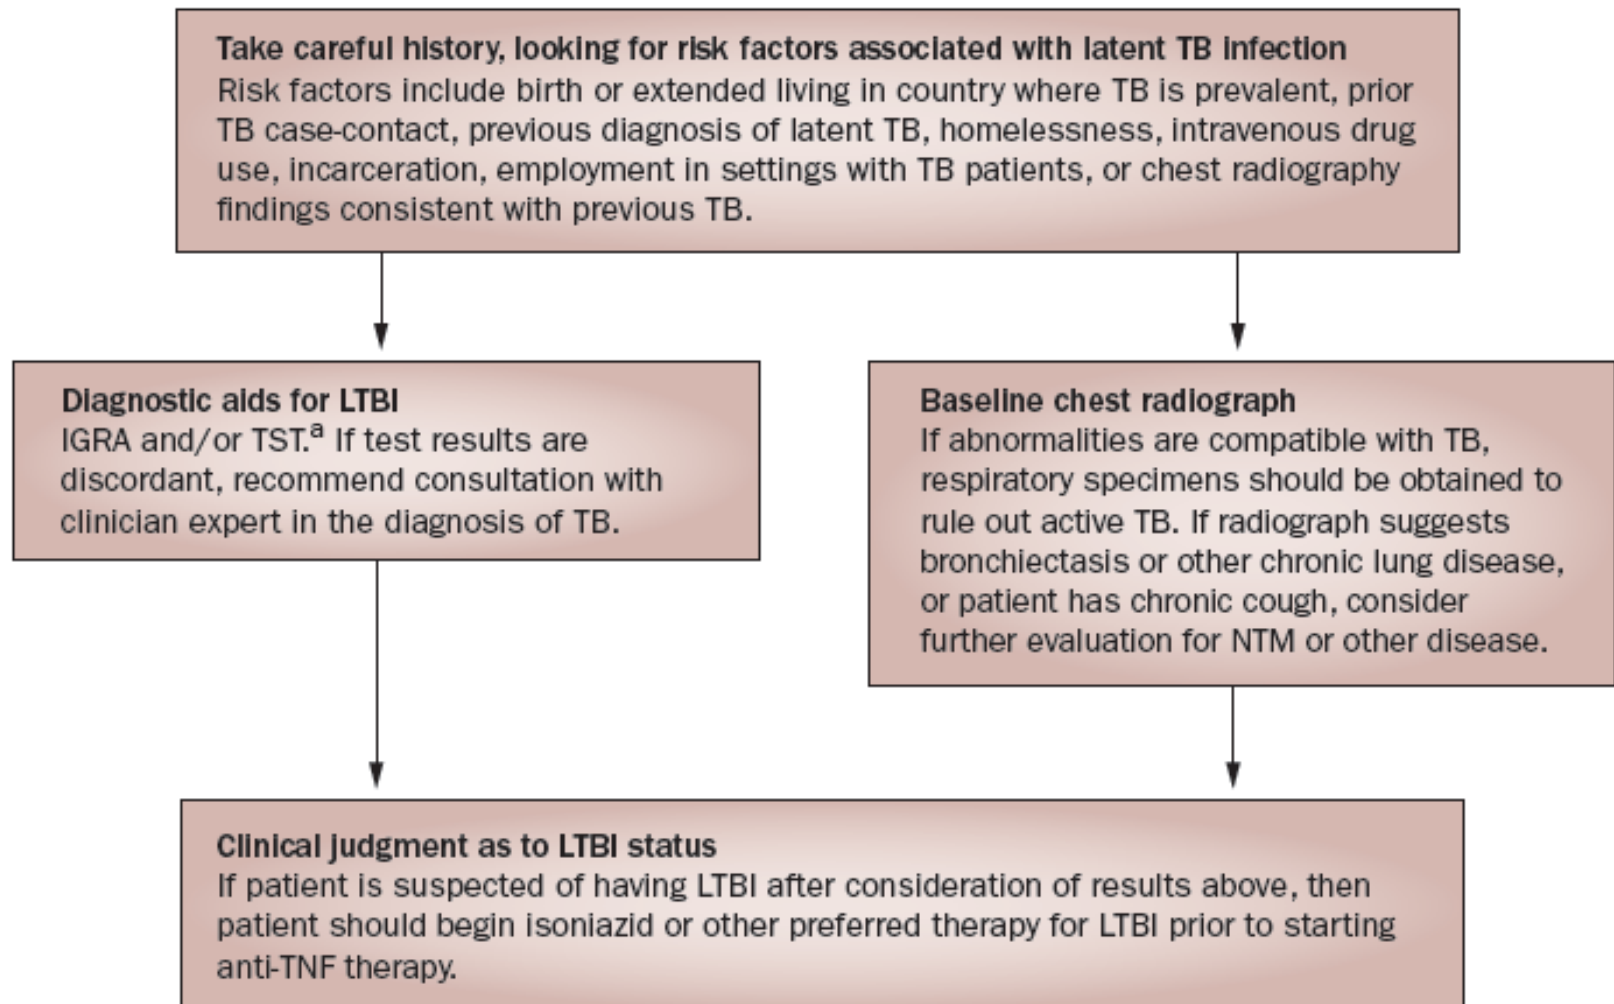 Take careful history, looking for risk factors associated with latent TB infection
Risk factors include birth or extended living in country where TB is prevalent, prior
TB case-contact, previous diagnosis of latent TB, homelessness, intravenous drug
use, incarceration, employment in settings with TB patients, or chest radiography
findings consistent with previous TB.
Diagnostic aids for LTBI
IGRA and/or TST.a If test results are
discordant, recommend consultation with
clinician expert in the diagnosis of TB.
Baseline chest radiograph
If abnormalities are compatible with TB,
respiratory specimens should be obtained to
rule out active TB. If radiograph suggests
bronchiectasis or other chronic lung disease,
or patient has chronic cough, consider
further evaluation for NTM or other disease.
Clinical judgment as to LTBI status
If patient is suspected of having LTBI after consideration of results above, then
patient should begin isoniazid or other preferred therapy for LTBI prior to starting
anti-TNF therapy.